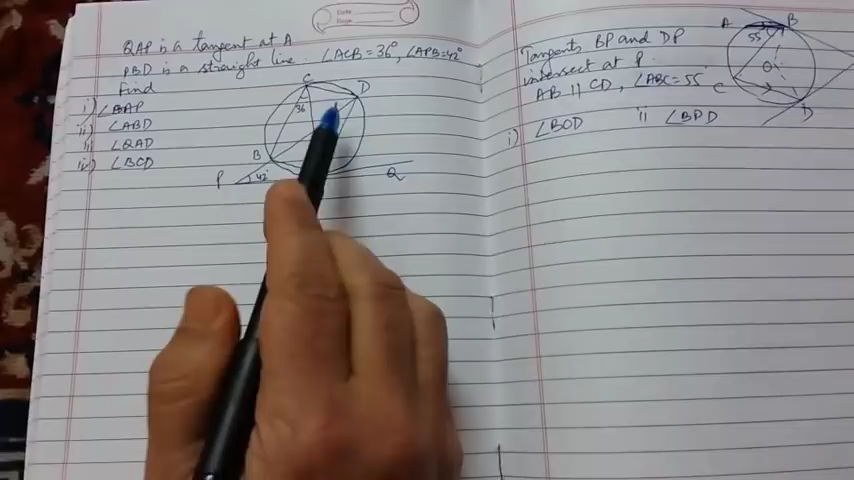 QAP is a tangent at A
PBD is a straight line. ∠ACB = 36°, ∠APB = 42°
Find
i) ∠BAP
ii) ∠ABD
iii) ∠QAD
iv) ∠BCD
C
D
36
B
P
42°
Q
Tangents BP and DP
intersect at P.
AB || CD, ∠ABC = 55°
i) ∠BOD ii ∠BPD
A
B
55°
O
C
D